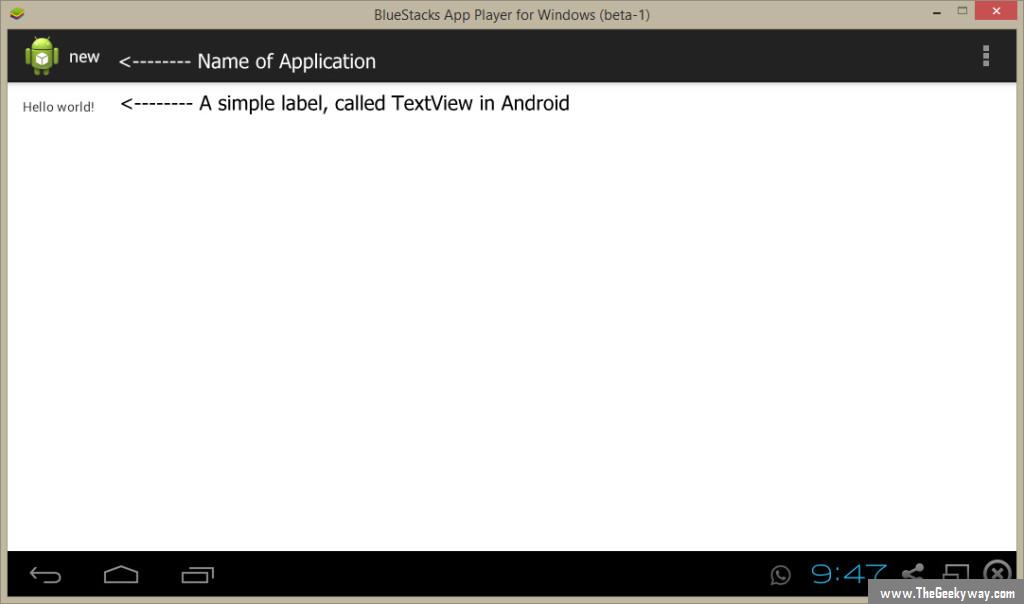 BlueStacks App Player for Windows (beta-1)
new <-------- Name of Application
Hello world! <-------- A simple label, called TextView in Android
9:47
www.TheGeekyway.com